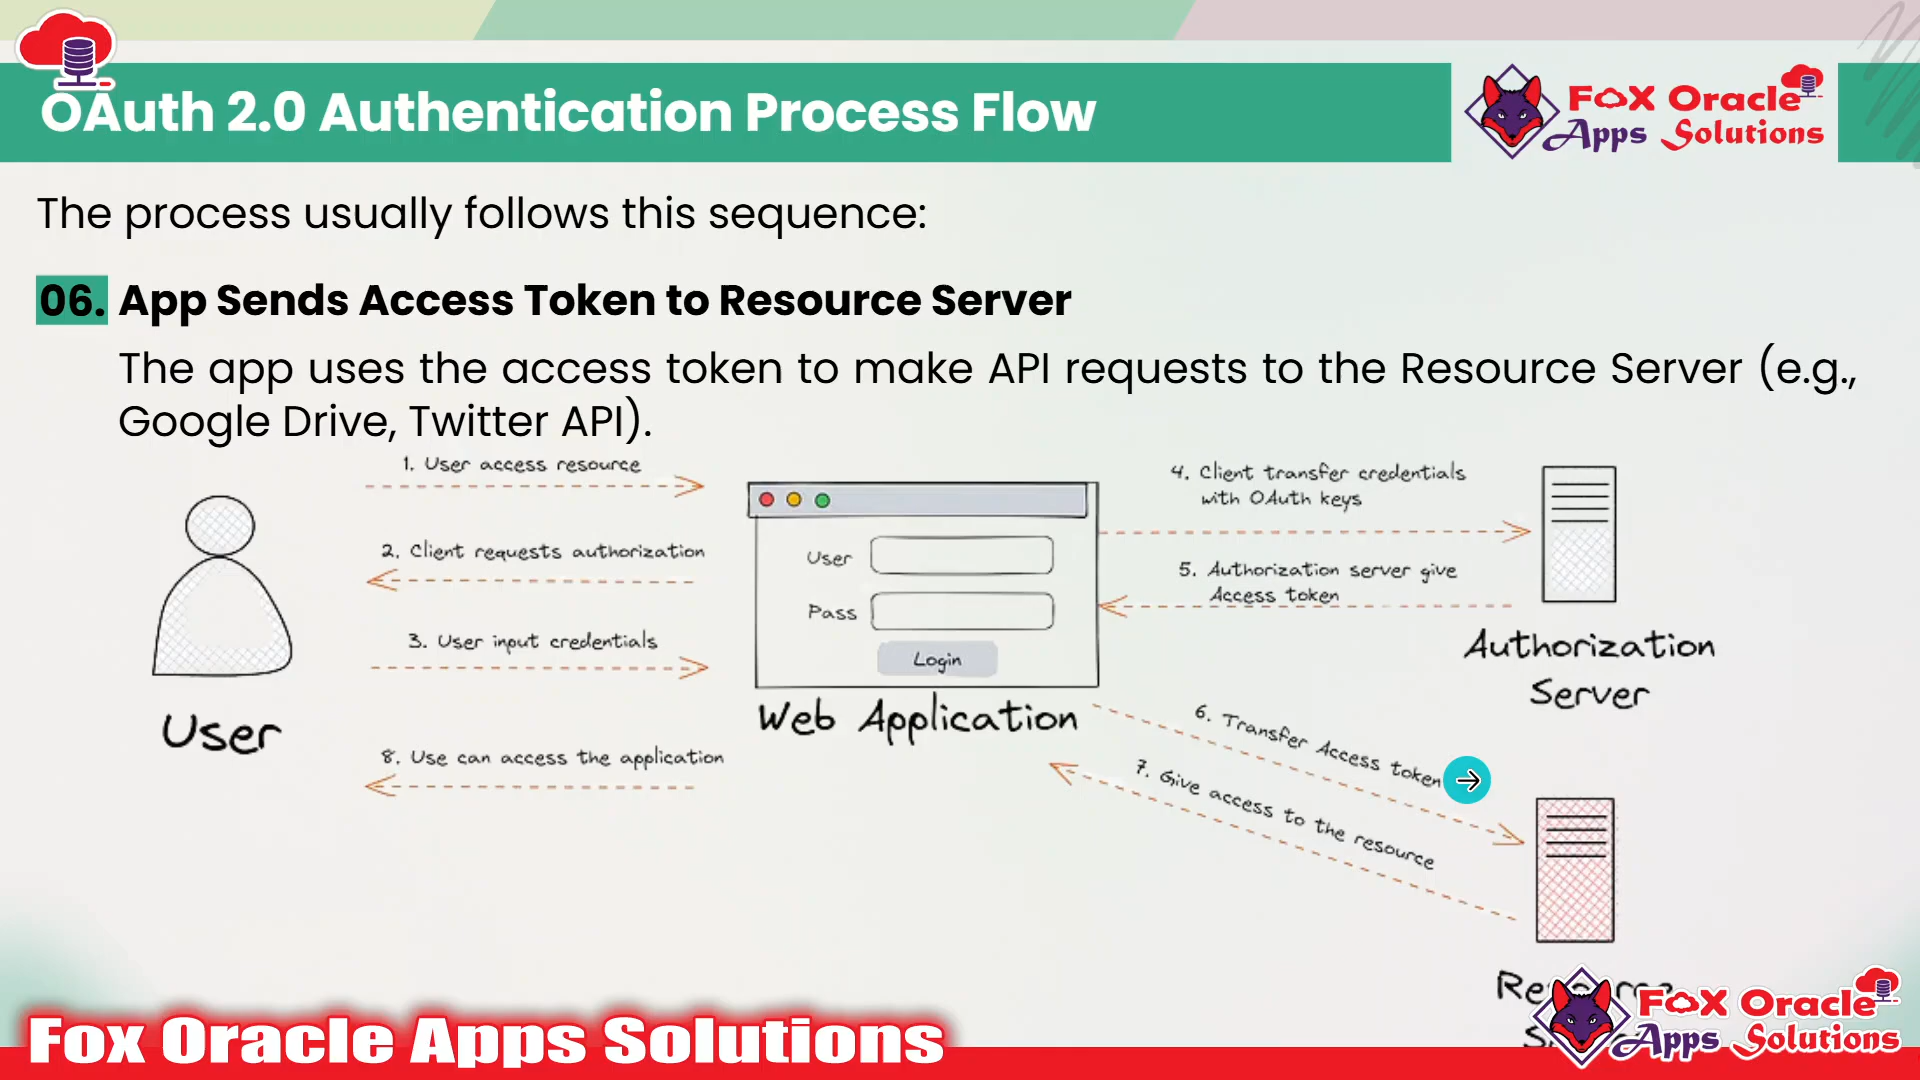 OAuth 2.0 Authentication Process Flow
Fox Oracle
Apps Solutions
The process usually follows this sequence:
06. App Sends Access Token to Resource Server
The app uses the access token to make API requests to the Resource Server (e.g.,
Google Drive, Twitter API).
1. User access resource
2. Client requests authorization
3. User input credentials
8. Use can access the application
User
User
Pass
Login
Web Application
4. Client transfer credentials
with OAuth keys
5. Authorization server give
Access token
Authorization
Server
6. Transfer Access token
7. Give access to the resource
Fox Oracle
Apps Solutions
Fox Oracle Apps Solutions